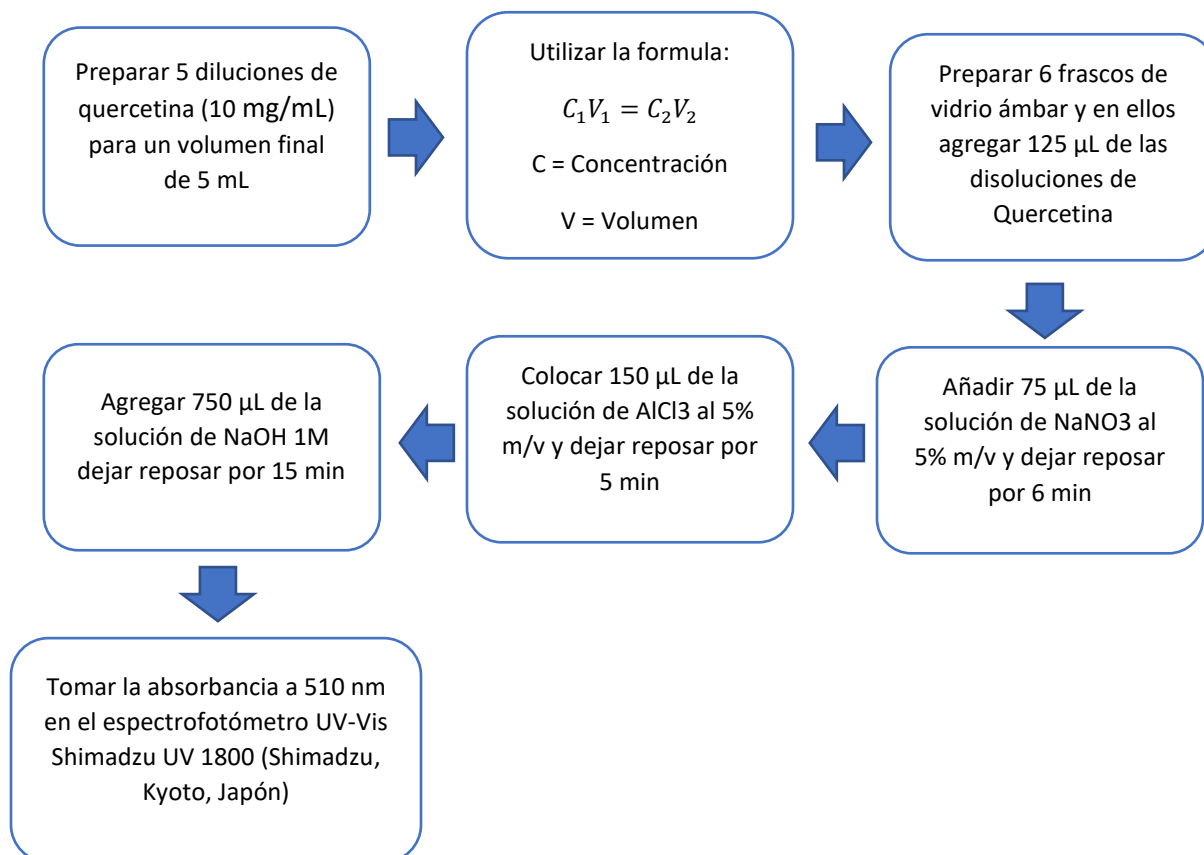 Preparar 5 diluciones de
quercetina (10 mg/mL)
para un volumen final
de 5 mL
Utilizar la formula:
𝐶₁𝑉₁ = 𝐶₂𝑉₂
C = Concentración
V = Volumen
Preparar 6 frascos de
vidrio ámbar y en ellos
agregar 125 µL de las
disoluciones de
Quercetina
Añadir 75 µL de la
solución de NaNO3 al
5% m/v y dejar reposar
por 6 min
Colocar 150 µL de la
solución de AlCl3 al 5%
m/v y dejar reposar por
5 min
Agregar 750 µL de la
solución de NaOH 1M
dejar reposar por 15 min
Tomar la absorbancia a 510 nm
en el espectrofotómetro UV-Vis
Shimadzu UV 1800 (Shimadzu,
Kyoto, Japón)